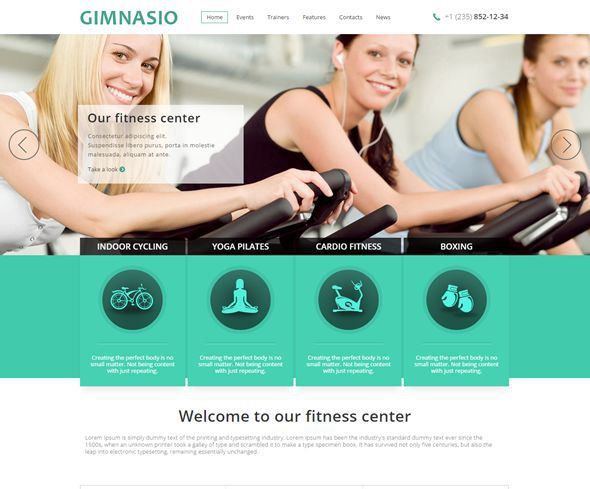 GIMNASIO
Home Events Trainers Features Contacts News
+1 (235) 852-12-34
Our fitness center
Consectetur adipiscing elit.
Suspendisse libero purus, porta in molestie
malesuada, aliquam at ante.
Take a look
INDOOR CYCLING
YOGA PILATES
CARDIO FITNESS
BOXING
Creating the perfect body is no
small matter. Not being content
with just repeating.
Creating the perfect body is no
small matter. Not being content
with just repeating.
Creating the perfect body is no
small matter. Not being content
with just repeating.
Creating the perfect body is no
small matter. Not being content
with just repeating.
Welcome to our fitness center
Lorem Ipsum is simply dummy text of the printing and typesetting industry. Lorem Ipsum has been the industry's standard dummy text ever since the
1500s, when an unknown printer took a galley of type and scrambled it to make a type specimen book. It has survived not only five centuries, but also the
leap into electronic typesetting, remaining essentially unchanged.